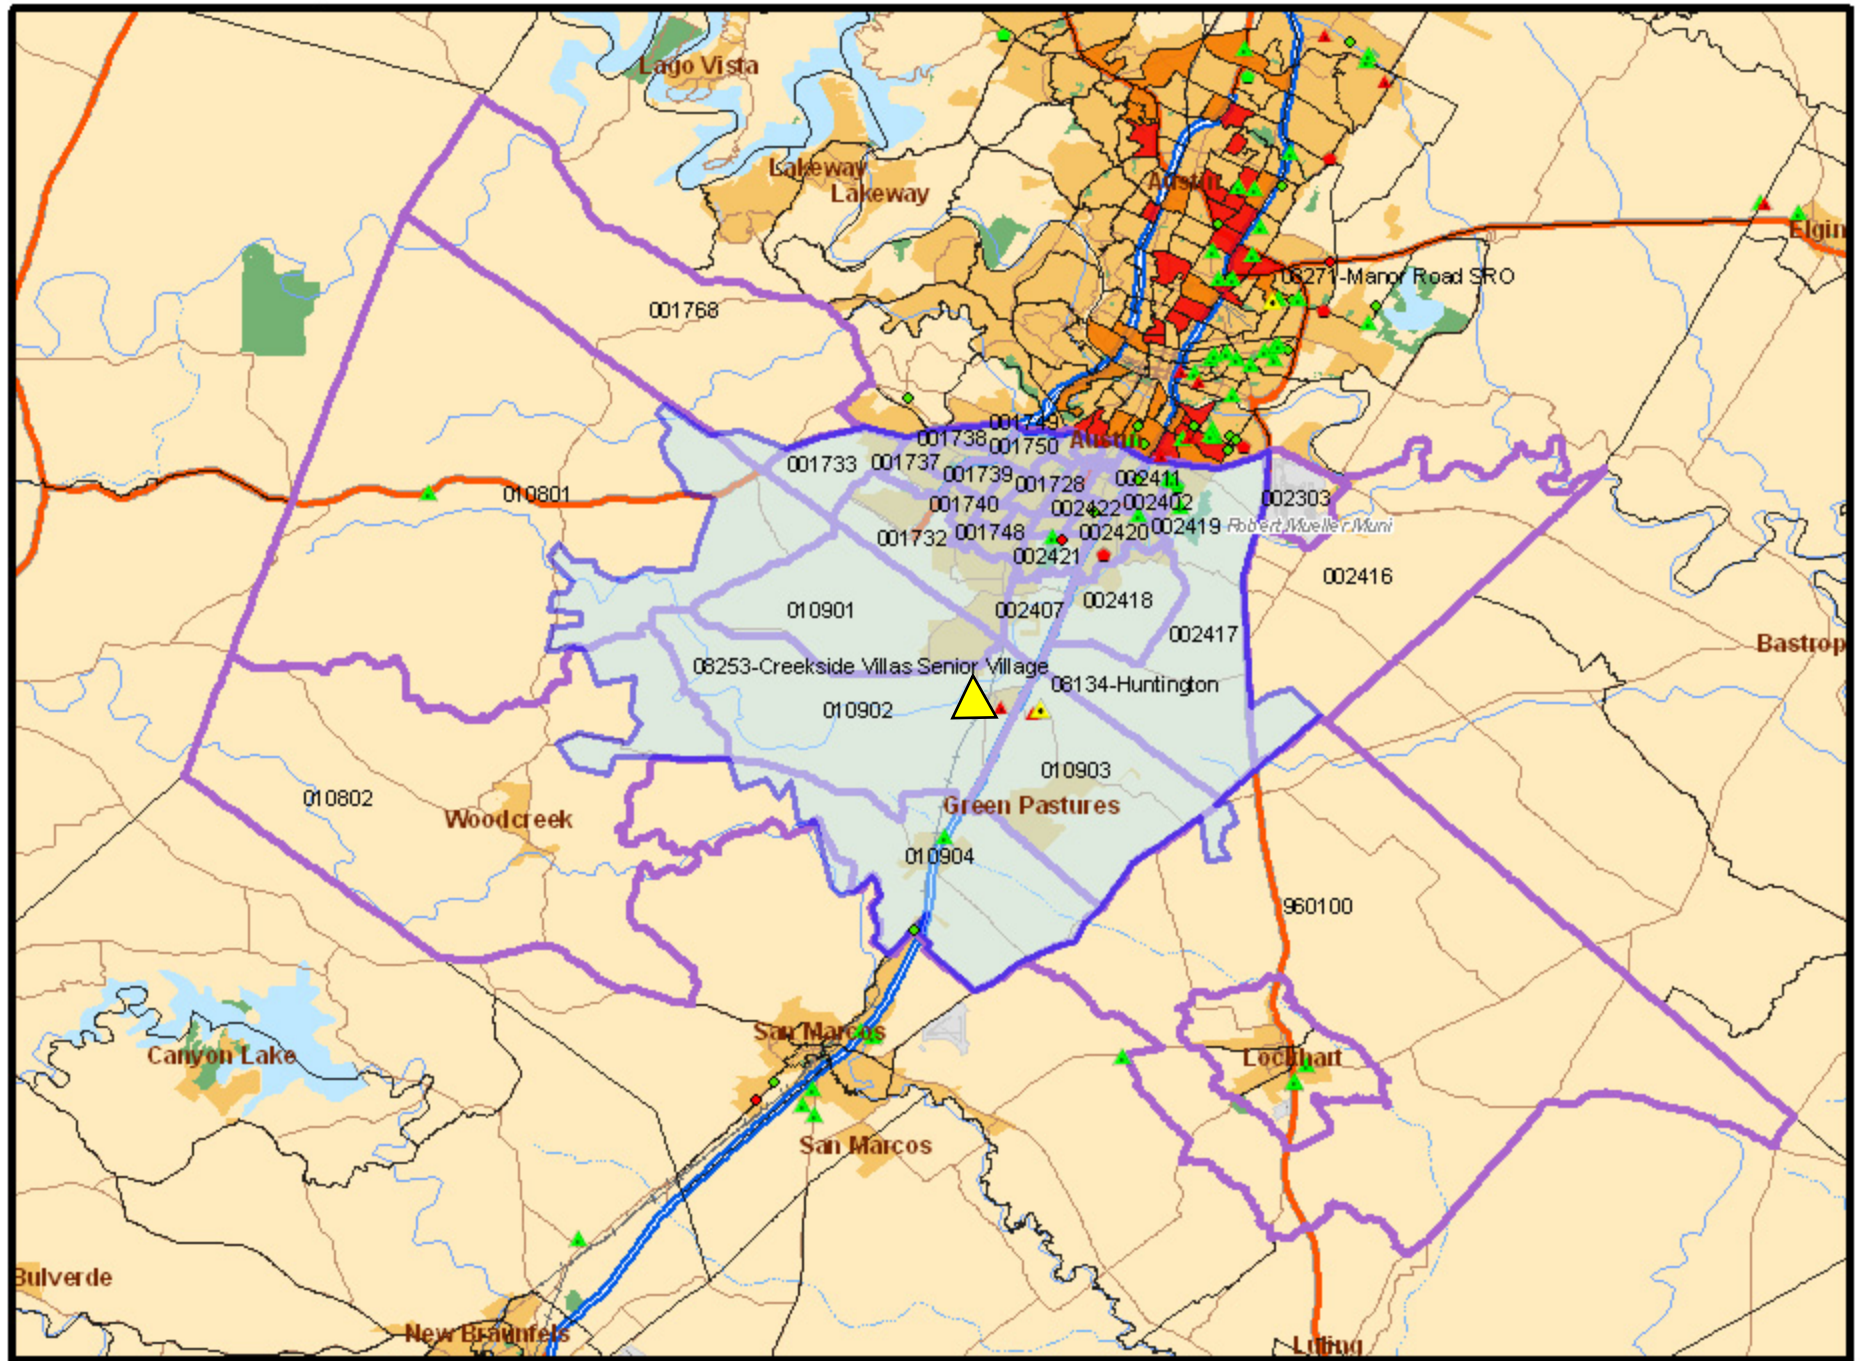 Lago Vista
Lakeway
Lakeway
Austin
Elgin
08271-Manor Road SRO
001768
001749
001738
001750
Austin
001733
001737
001739
001728
002411
010801
002303
001740
002422
002402
002419
Robert Mueller Muni
001732
001748
002420
002421
002416
010901
002407
002418
002417
Bastrop
08253-Creekside Villas Senior Village
08134-Huntington
010902
010903
010802
Green Pastures
Woodcreek
010904
960100
San Marcos
Canyon Lake
Lockhart
San Marcos
Bulverde
New Braunfels
Luling